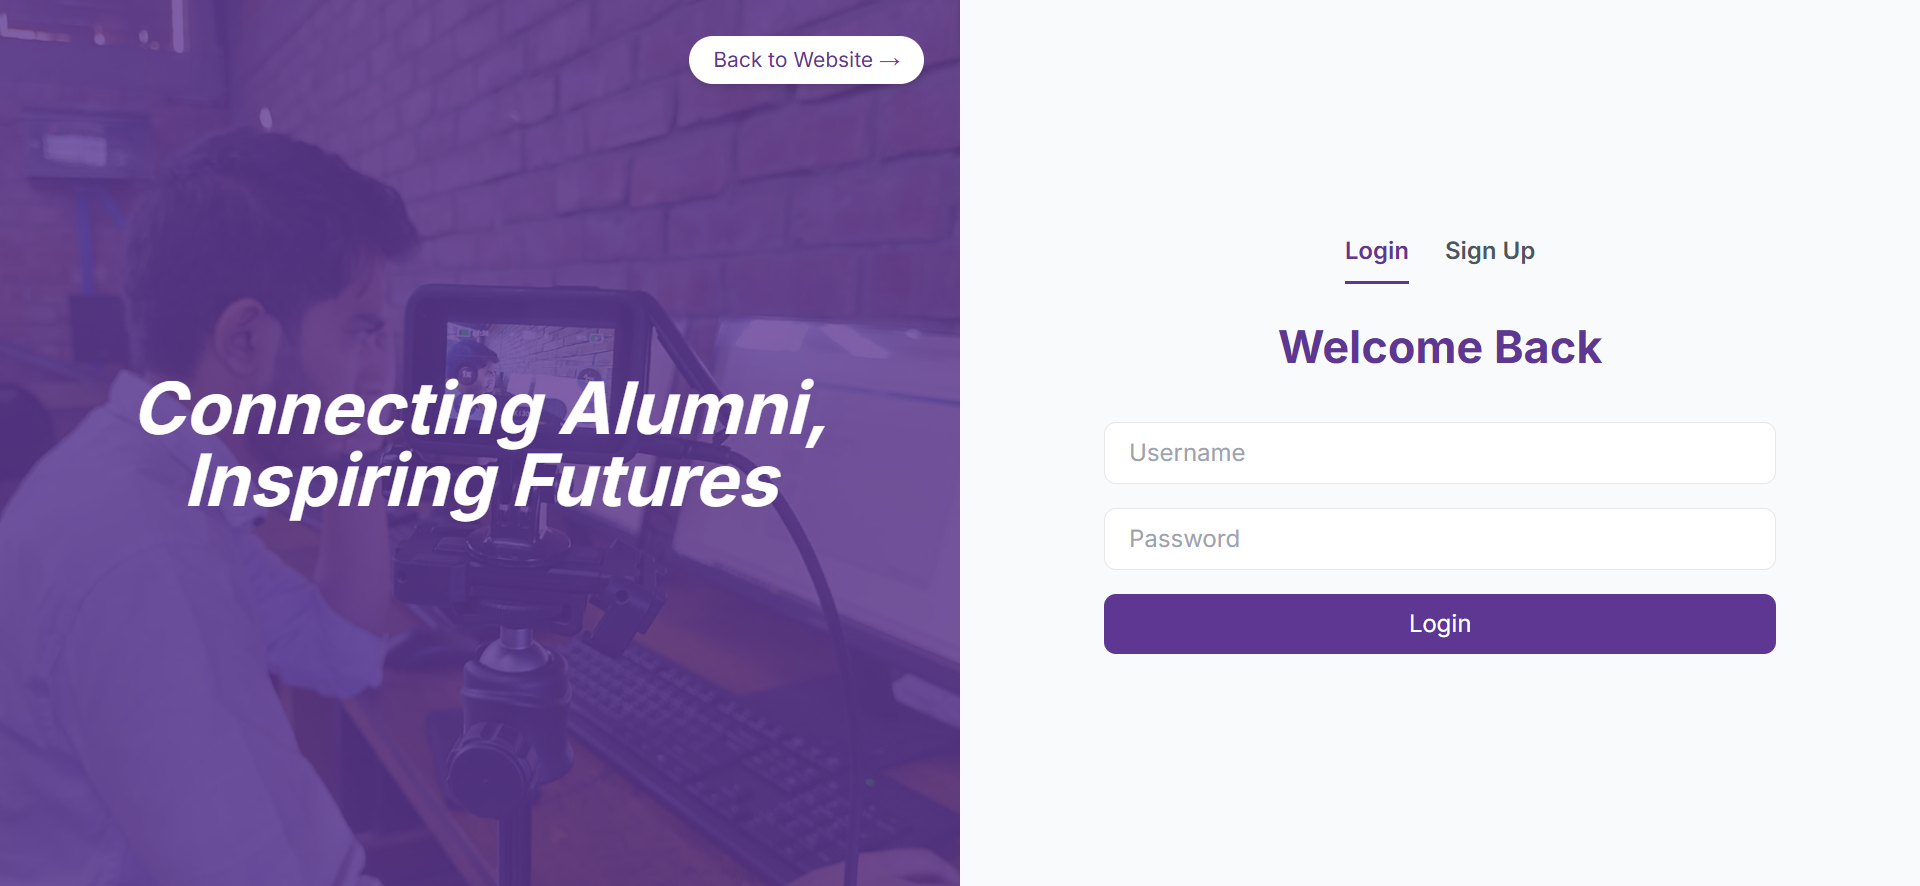 Back to Website →
Connecting Alumni,
Inspiring Futures
Login Sign Up
Welcome Back
Username
Password
Login